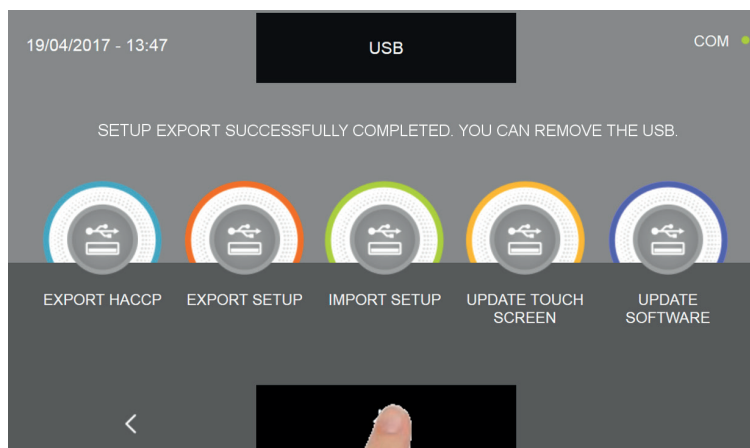 19/04/2017 - 13:47
USB
COM
SETUP EXPORT SUCCESSFULLY COMPLETED. YOU CAN REMOVE THE USB.
EXPORT HACCP
EXPORT SETUP
IMPORT SETUP
UPDATE TOUCH
SCREEN
UPDATE
SOFTWARE